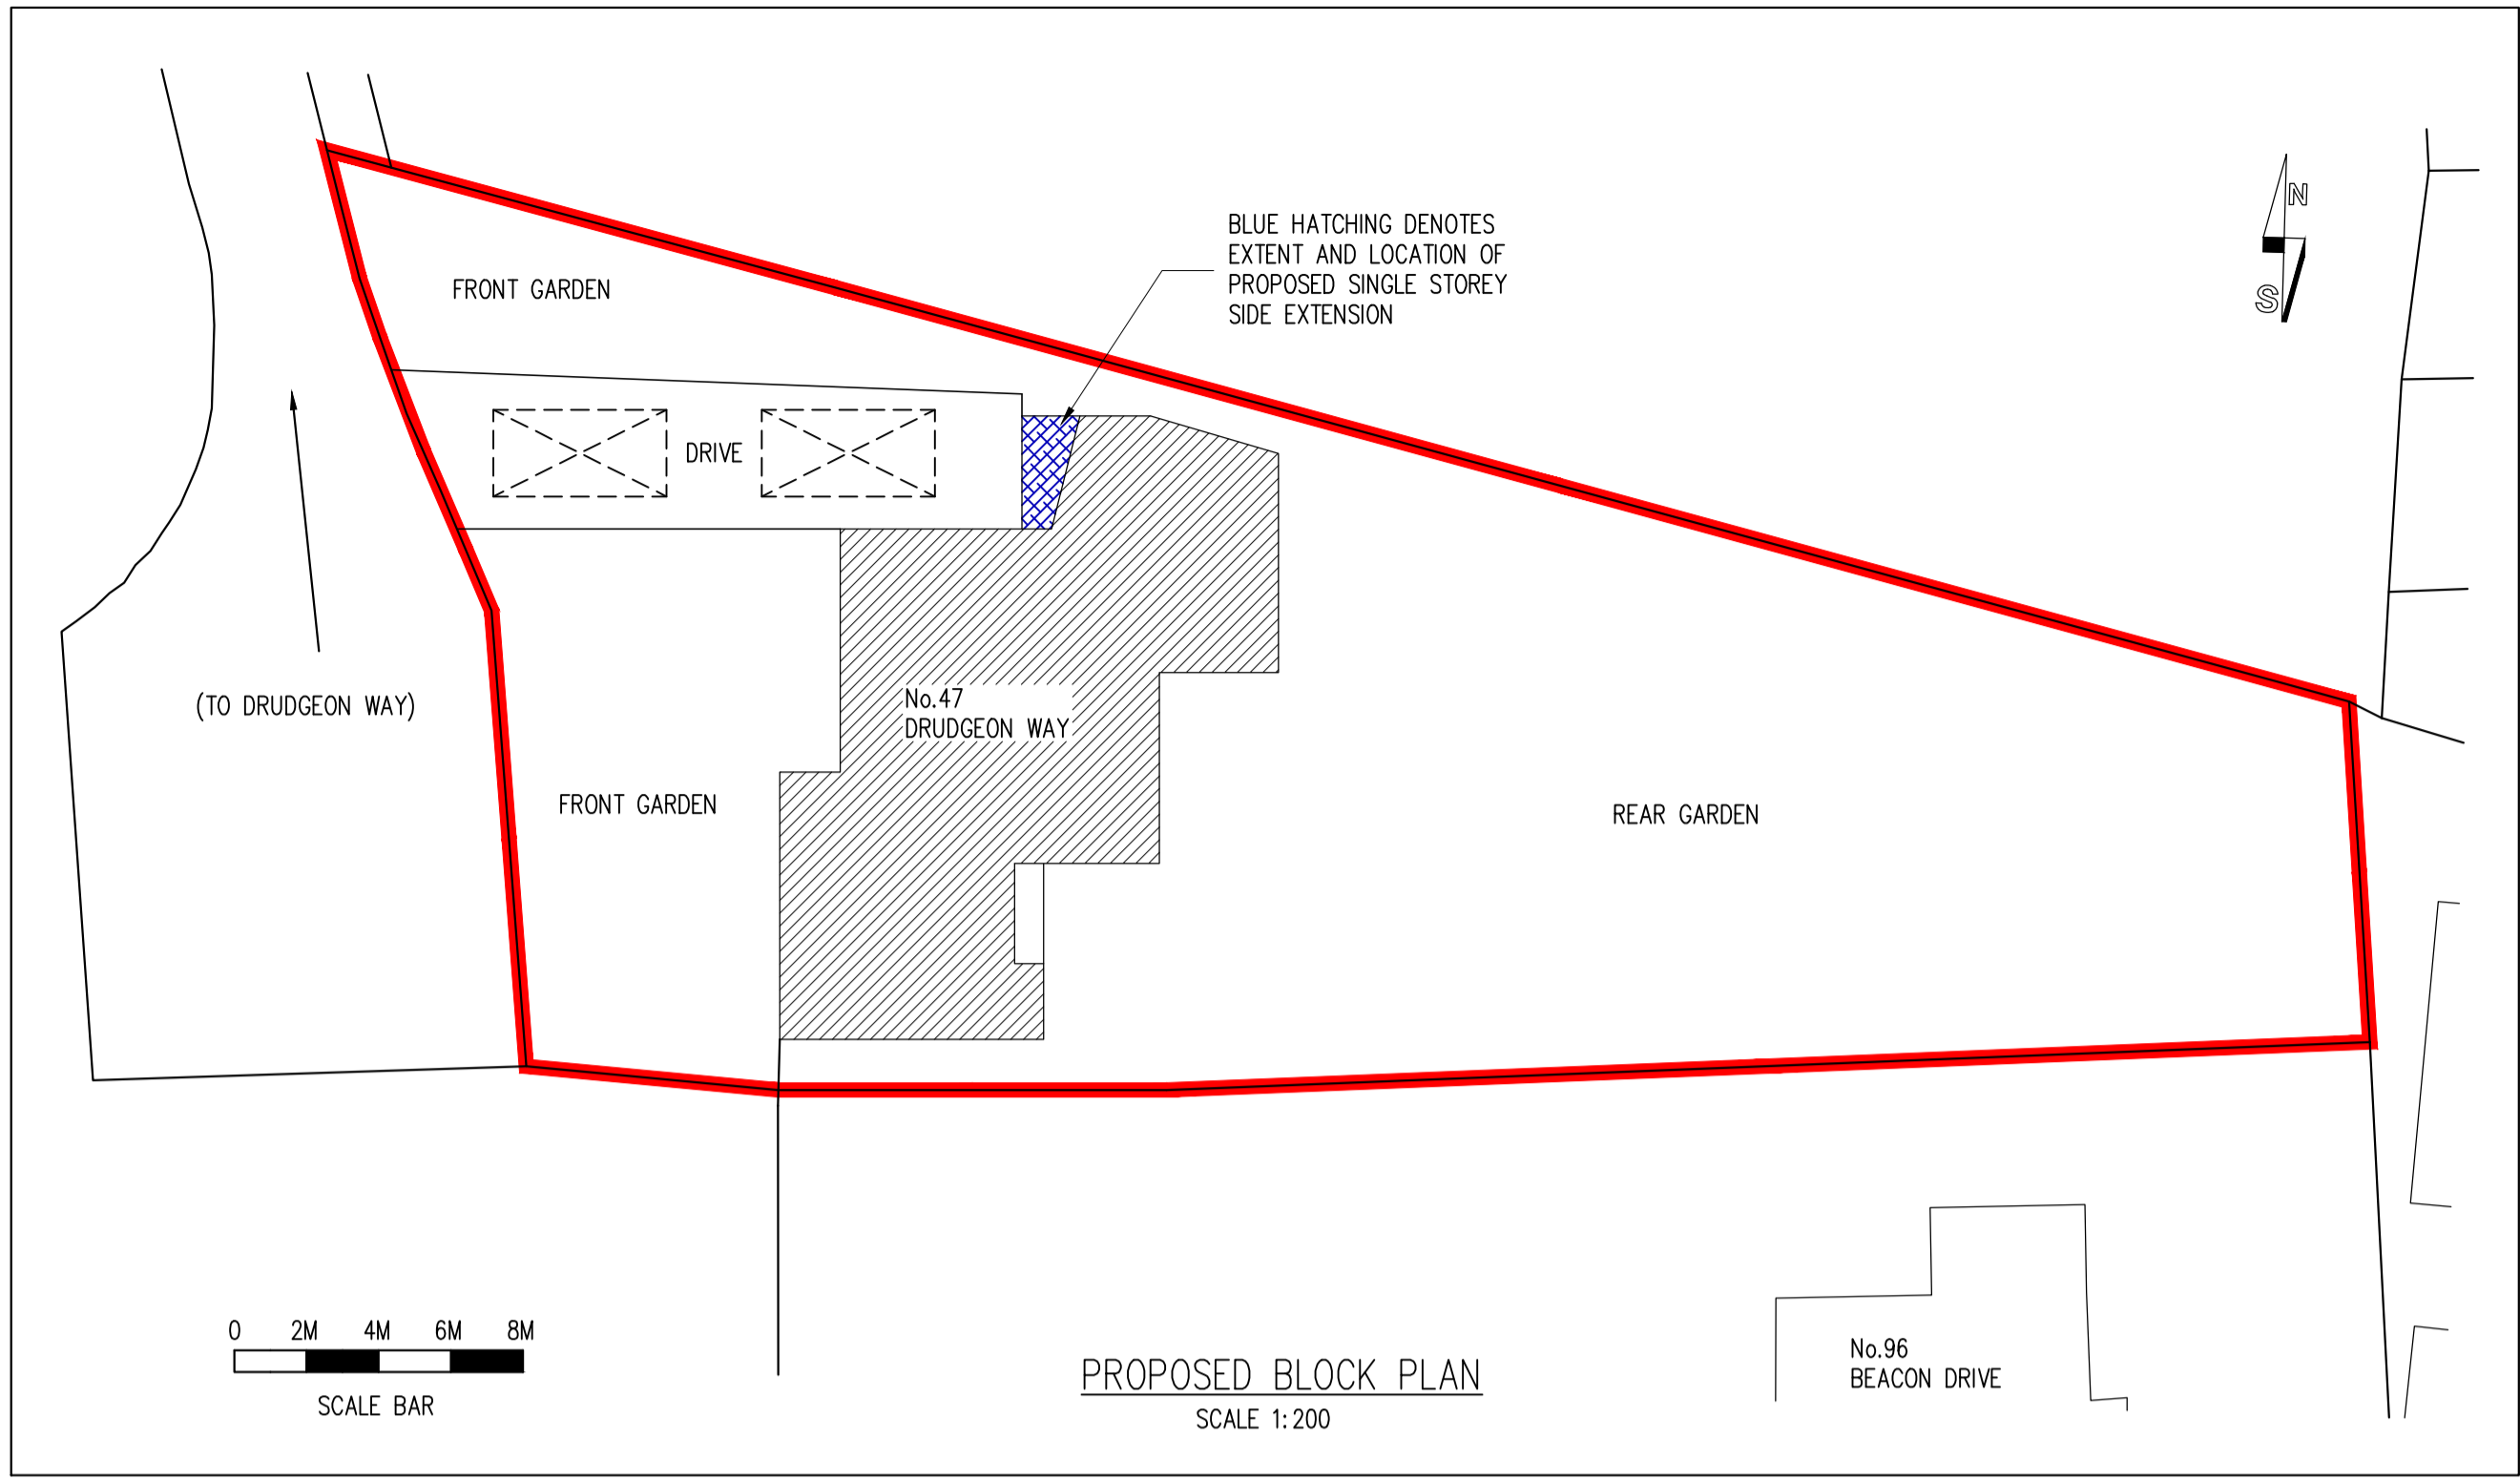 BLUE HATCHING DENOTES
EXTENT AND LOCATION OF
PROPOSED SINGLE STOREY
SIDE EXTENSION
N
S
FRONT GARDEN
DRIVE
(TO DRUDGEON WAY)
No.47
DRUDGEON WAY
FRONT GARDEN
REAR GARDEN
0 2M 4M 6M 8M
SCALE BAR
PROPOSED BLOCK PLAN
SCALE 1:200
No.96
BEACON DRIVE